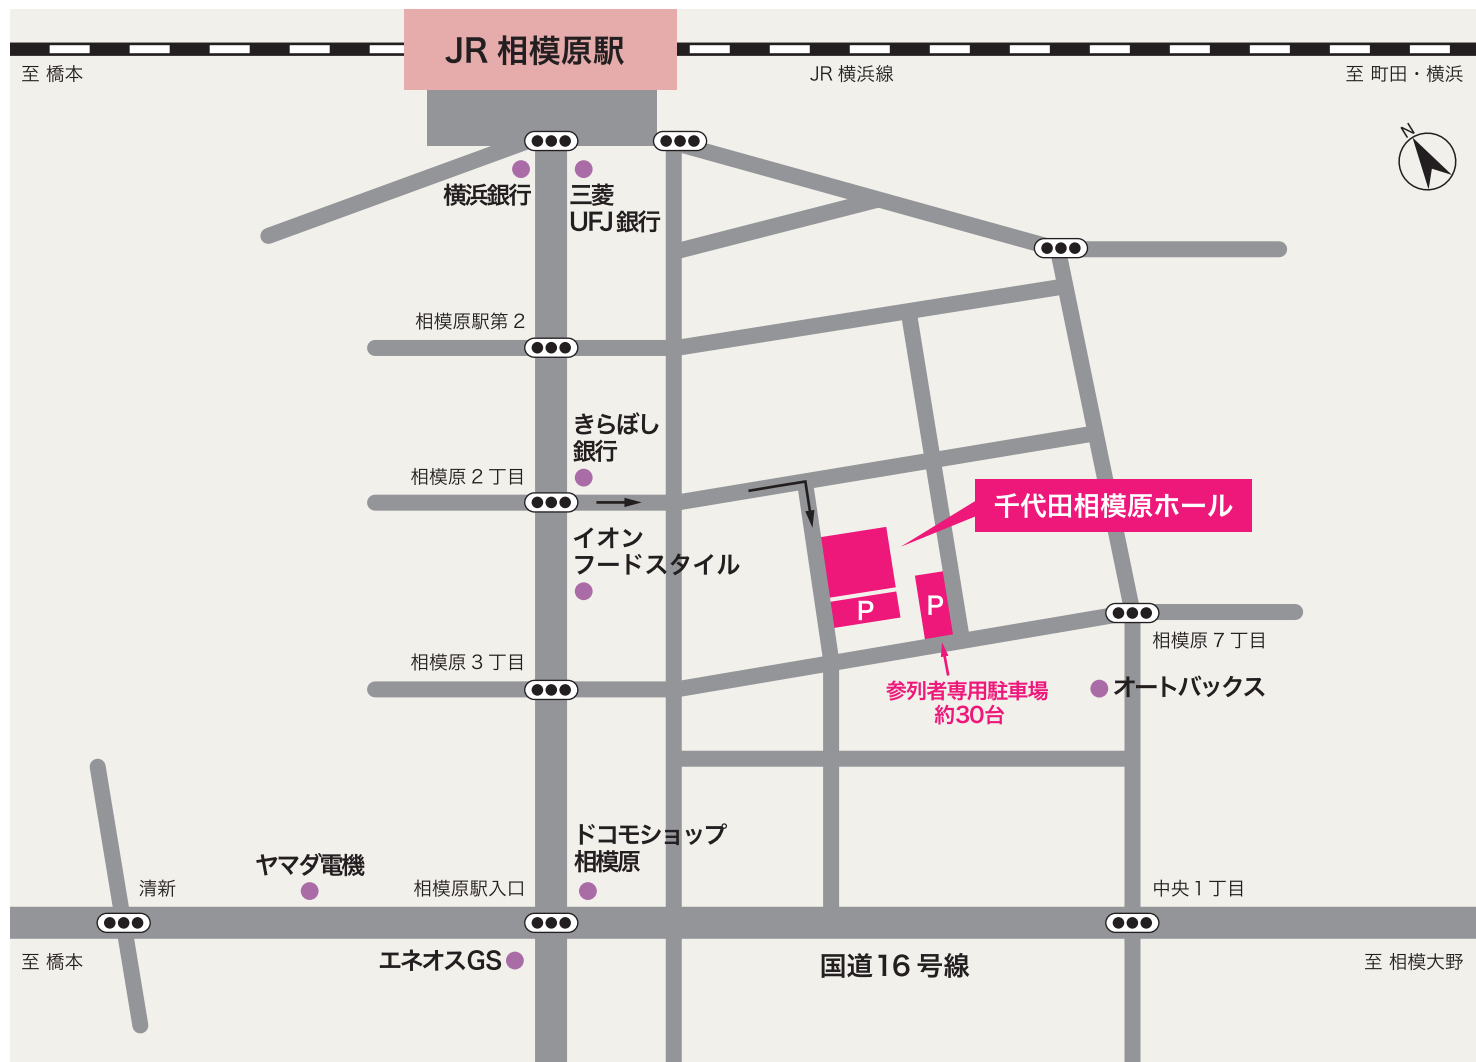 JR 相模原駅
至 橋本
JR 横浜線
至 町田・横浜
N
横浜銀行
三菱
UFJ 銀行
相模原駅第 2
きらぼし
銀行
相模原 2 丁目
千代田相模原ホール
イオン
フードスタイル
P
P
相模原 7 丁目
相模原 3 丁目
参列者専用駐車場
約30台
オートバックス
ドコモショップ
相模原
ヤマダ電機
清新
相模原駅入口
中央 1 丁目
至 橋本
エネオスGS
国道 16 号線
至 相模大野